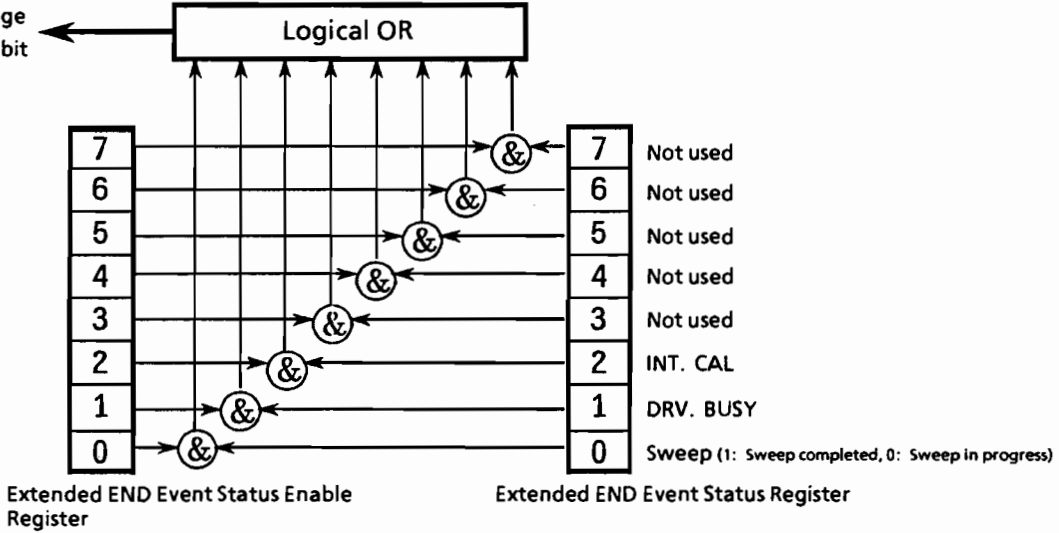 ge
bit
Logical OR
7 & 7 Not used
6 & 6 Not used
5 & 5 Not used
4 & 4 Not used
3 & 3 Not used
2 & 2 INT. CAL
1 & 1 DRV. BUSY
0 & 0 Sweep (1: Sweep completed, 0: Sweep in progress)
Extended END Event Status Enable
Register
Extended END Event Status Register